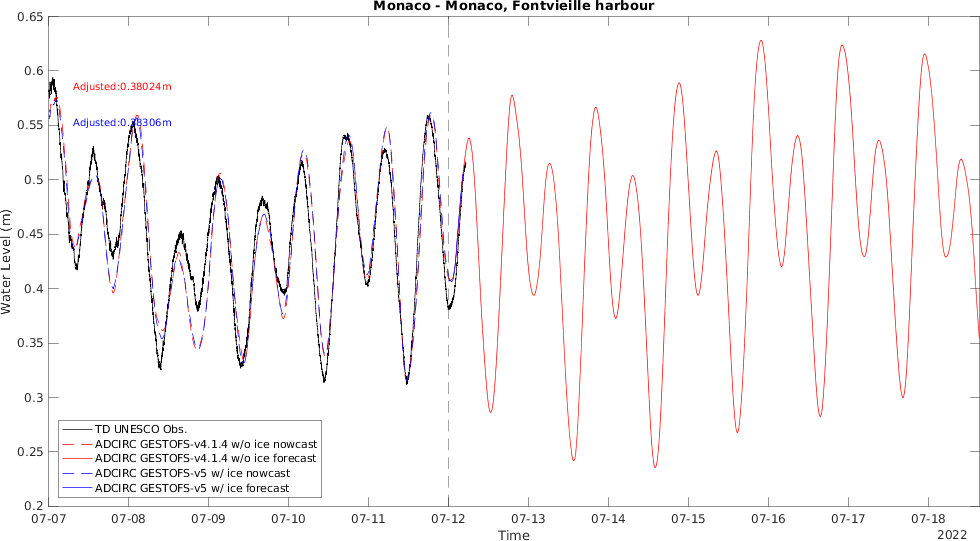 Monaco - Monaco, Fontvieille harbour
0.65
0.6
0.55
0.5
0.45
0.4
0.35
0.3
0.25
0.2
Water Level (m)
Adjusted:0.38024m
Adjusted:0.38306m
TD UNESCO Obs.
ADCIRC GESTOFS-v4.1.4 w/o ice nowcast
ADCIRC GESTOFS-v4.1.4 w/o ice forecast
ADCIRC GESTOFS-v5 w/ ice nowcast
ADCIRC GESTOFS-v5 w/ ice forecast
07-07 07-08 07-09 07-10 07-11 07-12 07-13 07-14 07-15 07-16 07-17 07-18
Time
2022